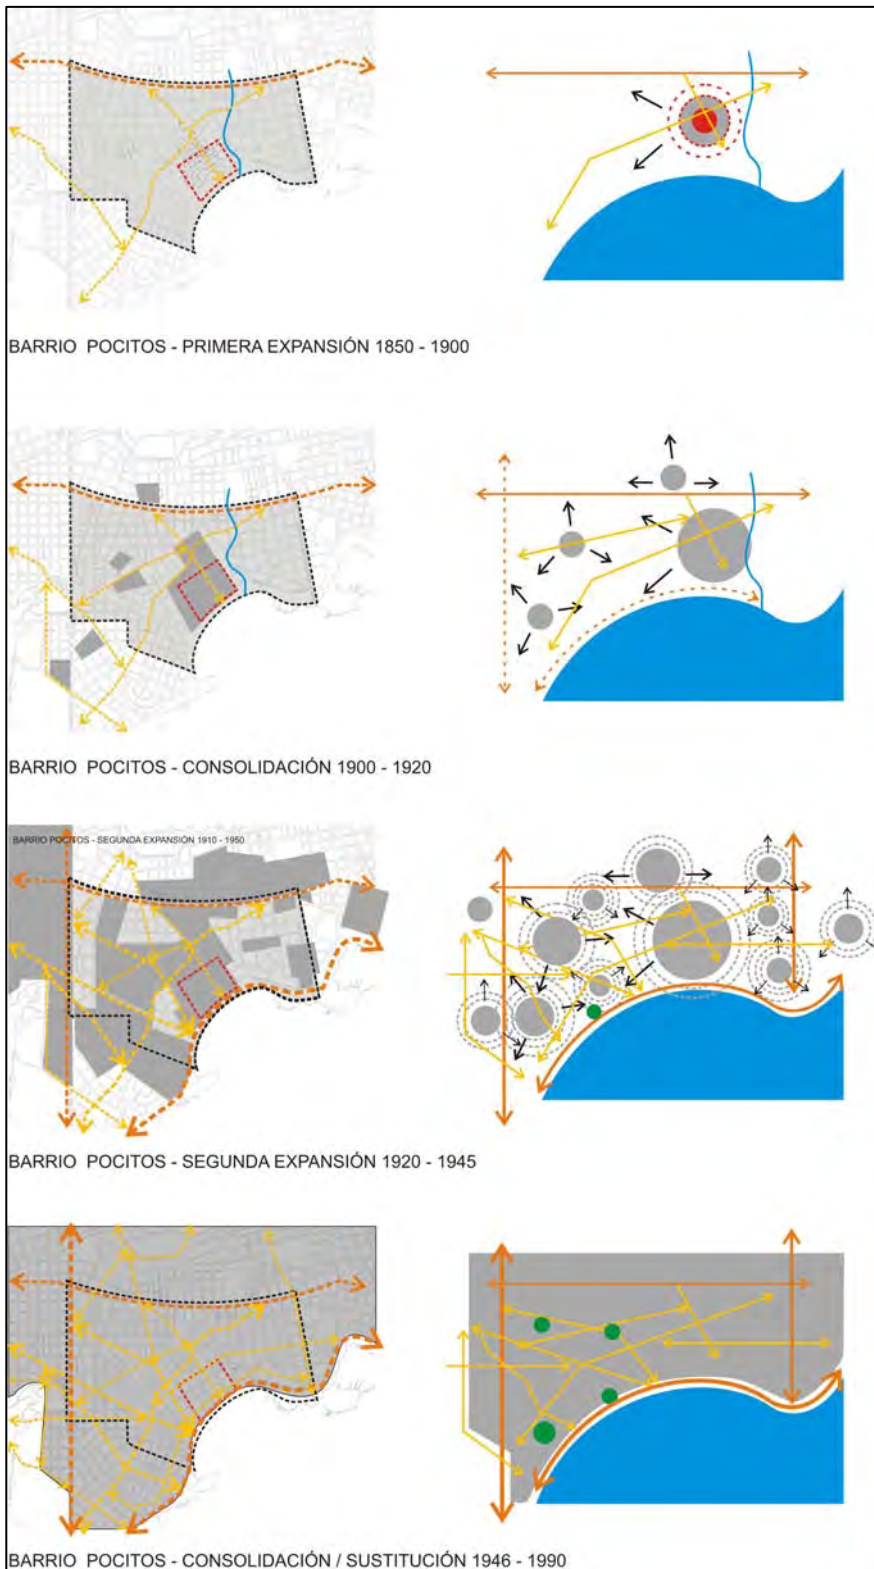 BARRIO POCITOS - PRIMERA EXPANSIÓN 1850 - 1900
BARRIO POCITOS - CONSOLIDACIÓN 1900 - 1920
BARRIO POCITOS - SEGUNDA EXPANSIÓN 1910 - 1950
BARRIO POCITOS - SEGUNDA EXPANSIÓN 1920 - 1945
BARRIO POCITOS - CONSOLIDACIÓN / SUSTITUCIÓN 1946 - 1990